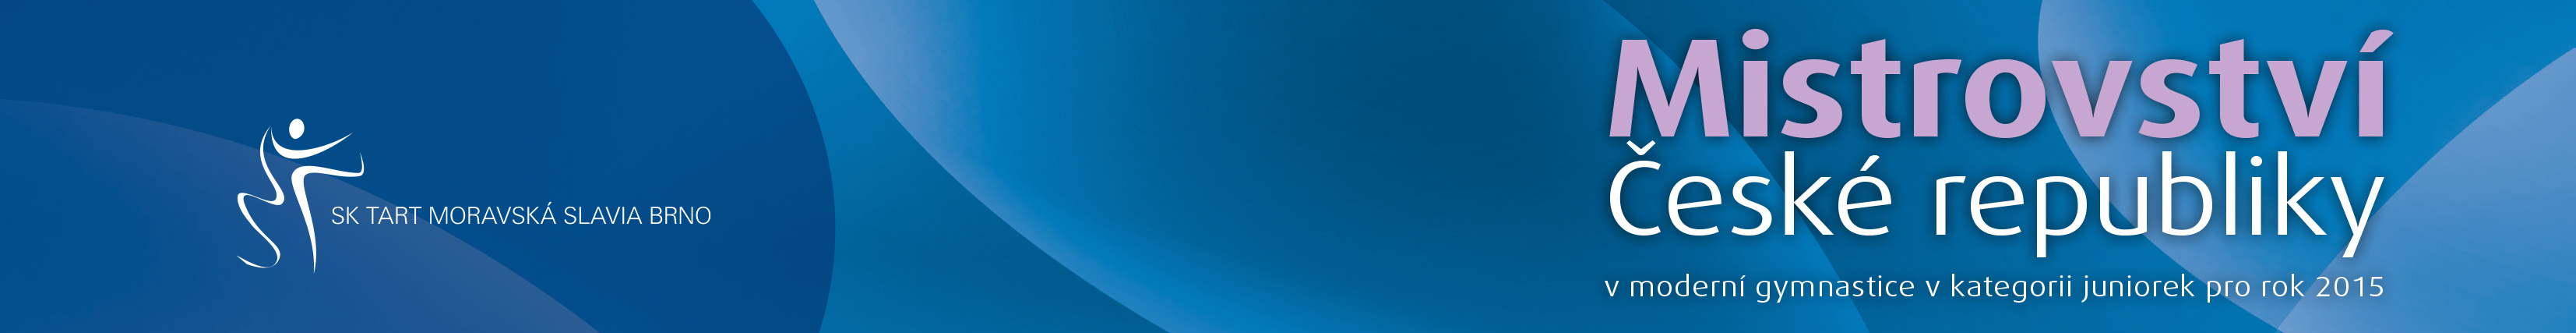 SK TART MORAVSKÁ SLAVIA BRNO
Mistrovství
České republiky
v moderní gymnastice v kategorii juniorek pro rok 2015